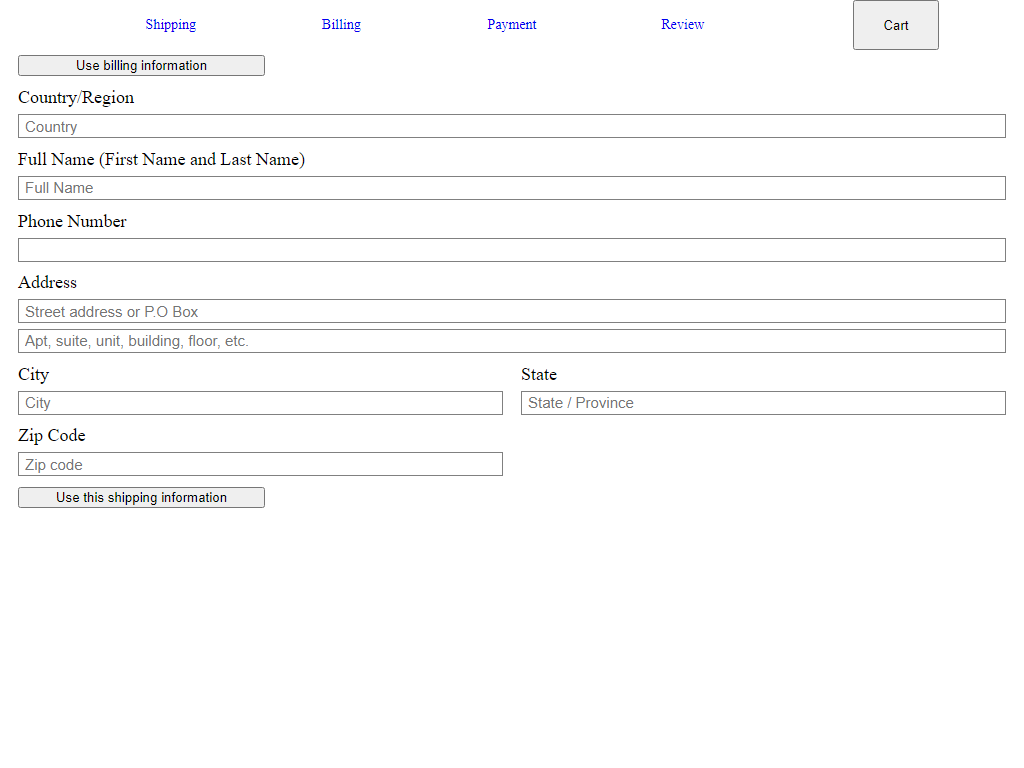 Shipping Billing Payment Review Cart
Use billing information
Country/Region
Country
Full Name (First Name and Last Name)
Full Name
Phone Number
Address
Street address or P.O Box
Apt, suite, unit, building, floor, etc.
City State
City State / Province
Zip Code
Zip code
Use this shipping information